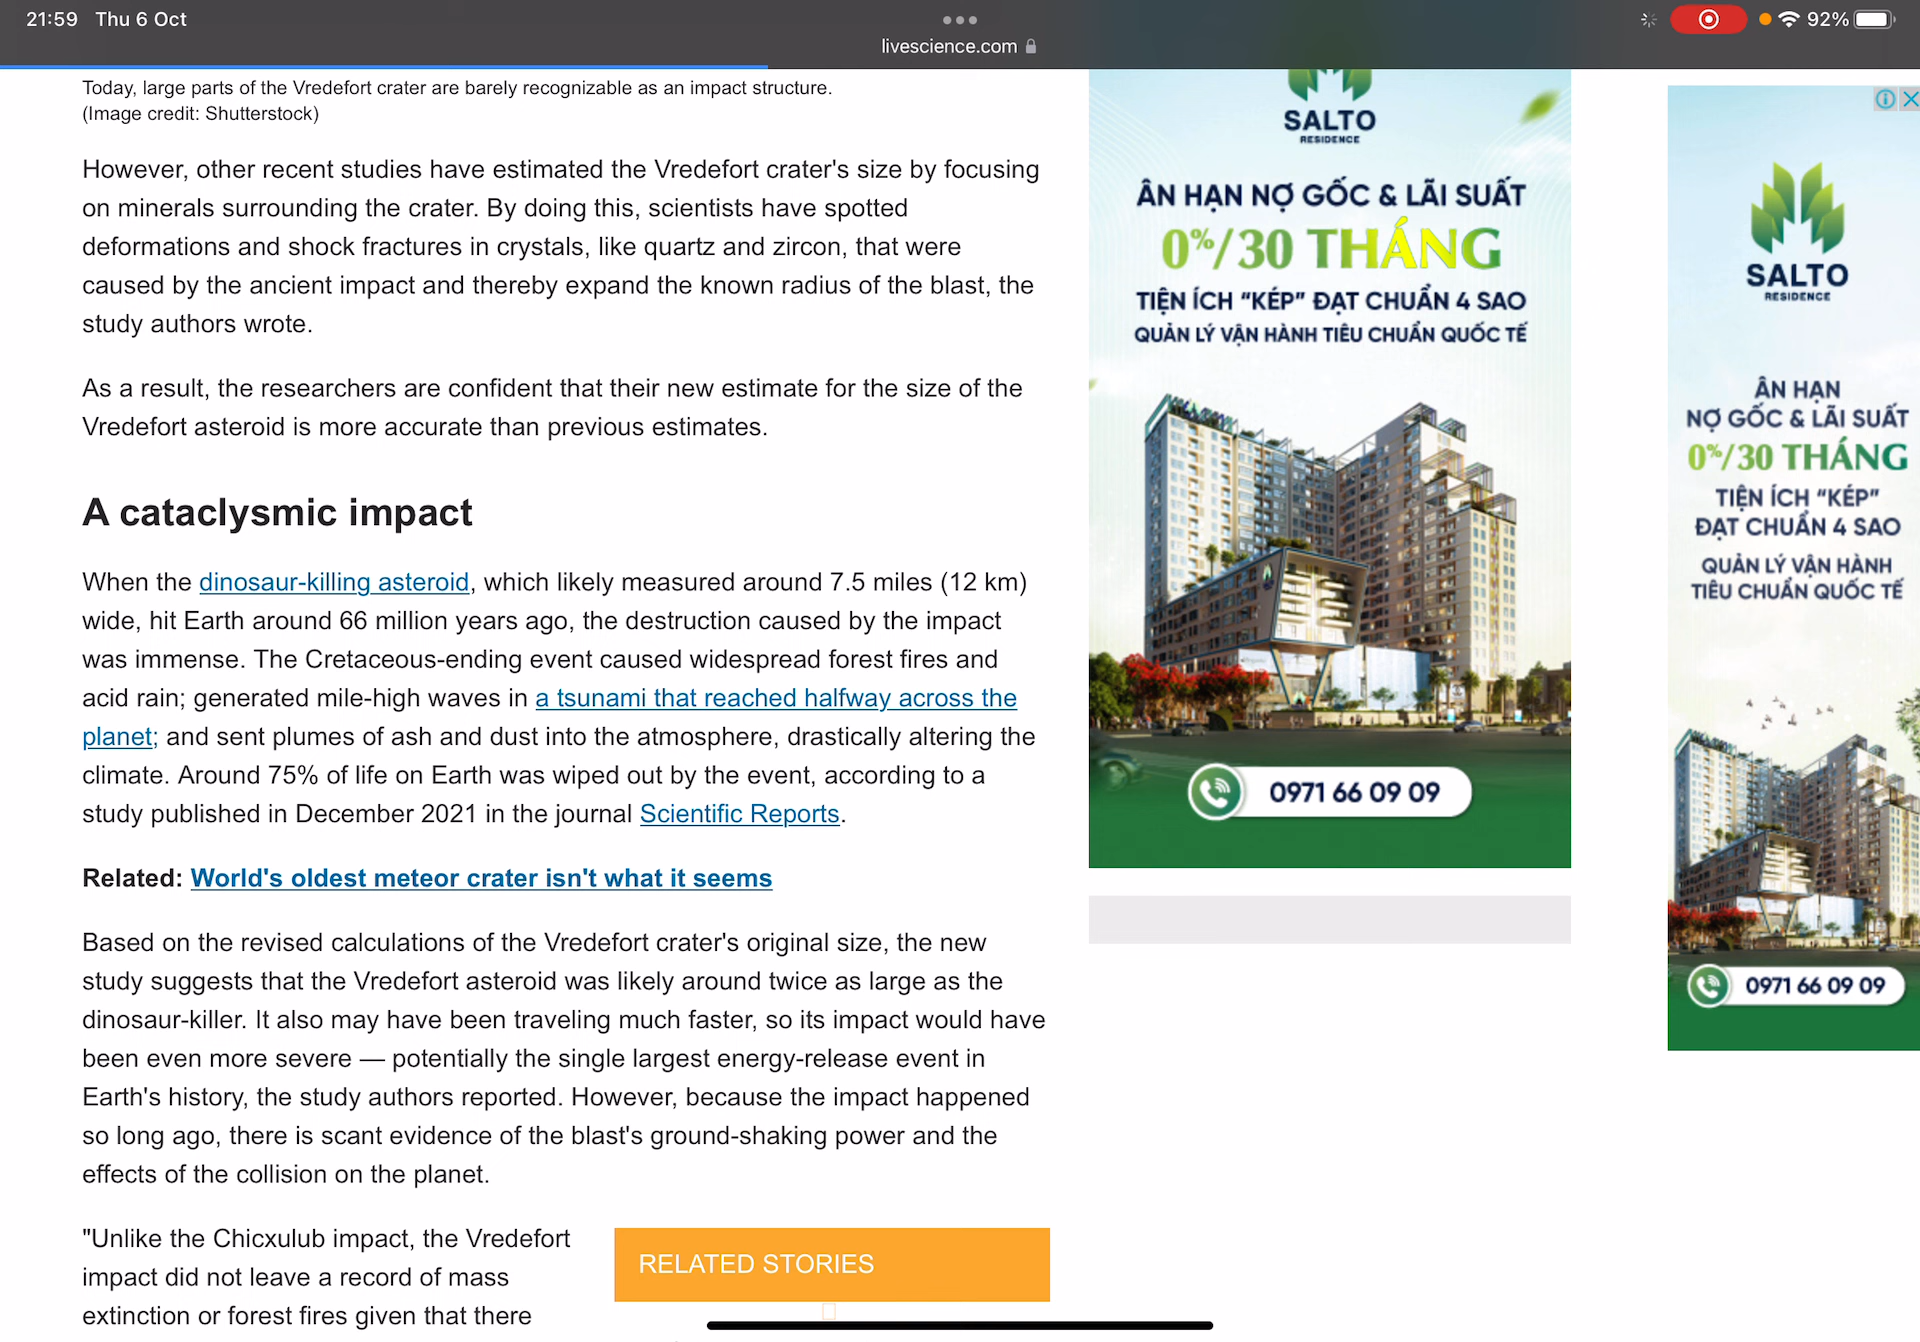 21:59 Thu 6 Oct
livescience.com
92%
Today, large parts of the Vredefort crater are barely recognizable as an impact structure.
(Image credit: Shutterstock)
However, other recent studies have estimated the Vredefort crater's size by focusing
on minerals surrounding the crater. By doing this, scientists have spotted
deformations and shock fractures in crystals, like quartz and zircon, that were
caused by the ancient impact and thereby expand the known radius of the blast, the
study authors wrote.
As a result, the researchers are confident that their new estimate for the size of the
Vredefort asteroid is more accurate than previous estimates.
A cataclysmic impact
When the dinosaur-killing asteroid, which likely measured around 7.5 miles (12 km)
wide, hit Earth around 66 million years ago, the destruction caused by the impact
was immense. The Cretaceous-ending event caused widespread forest fires and
acid rain; generated mile-high waves in a tsunami that reached halfway across the
planet; and sent plumes of ash and dust into the atmosphere, drastically altering the
climate. Around 75% of life on Earth was wiped out by the event, according to a
study published in December 2021 in the journal Scientific Reports.
Related: World's oldest meteor crater isn't what it seems
Based on the revised calculations of the Vredefort crater's original size, the new
study suggests that the Vredefort asteroid was likely around twice as large as the
dinosaur-killer. It also may have been traveling much faster, so its impact would have
been even more severe — potentially the single largest energy-release event in
Earth's history, the study authors reported. However, because the impact happened
so long ago, there is scant evidence of the blast's ground-shaking power and the
effects of the collision on the planet.
"Unlike the Chicxulub impact, the Vredefort
impact did not leave a record of mass
extinction or forest fires given that there
RELATED STORIES
SALTO
RESIDENCE
ÂN HẠN NỢ GỐC & LÃI SUẤT
0%/30 THÁNG
TIỆN ÍCH “KÉP” ĐẠT CHUẨN 4 SAO
QUẢN LÝ VẬN HÀNH TIÊU CHUẨN QUỐC TẾ
0971 66 09 09
SALTO
RESIDENCE
ÂN HẠN
NỢ GỐC & LÃI SUẤT
0%/30 THÁNG
TIỆN ÍCH “KÉP”
ĐẠT CHUẨN 4 SAO
QUẢN LÝ VẬN HÀNH
TIÊU CHUẨN QUỐC TẾ
0971 66 09 09